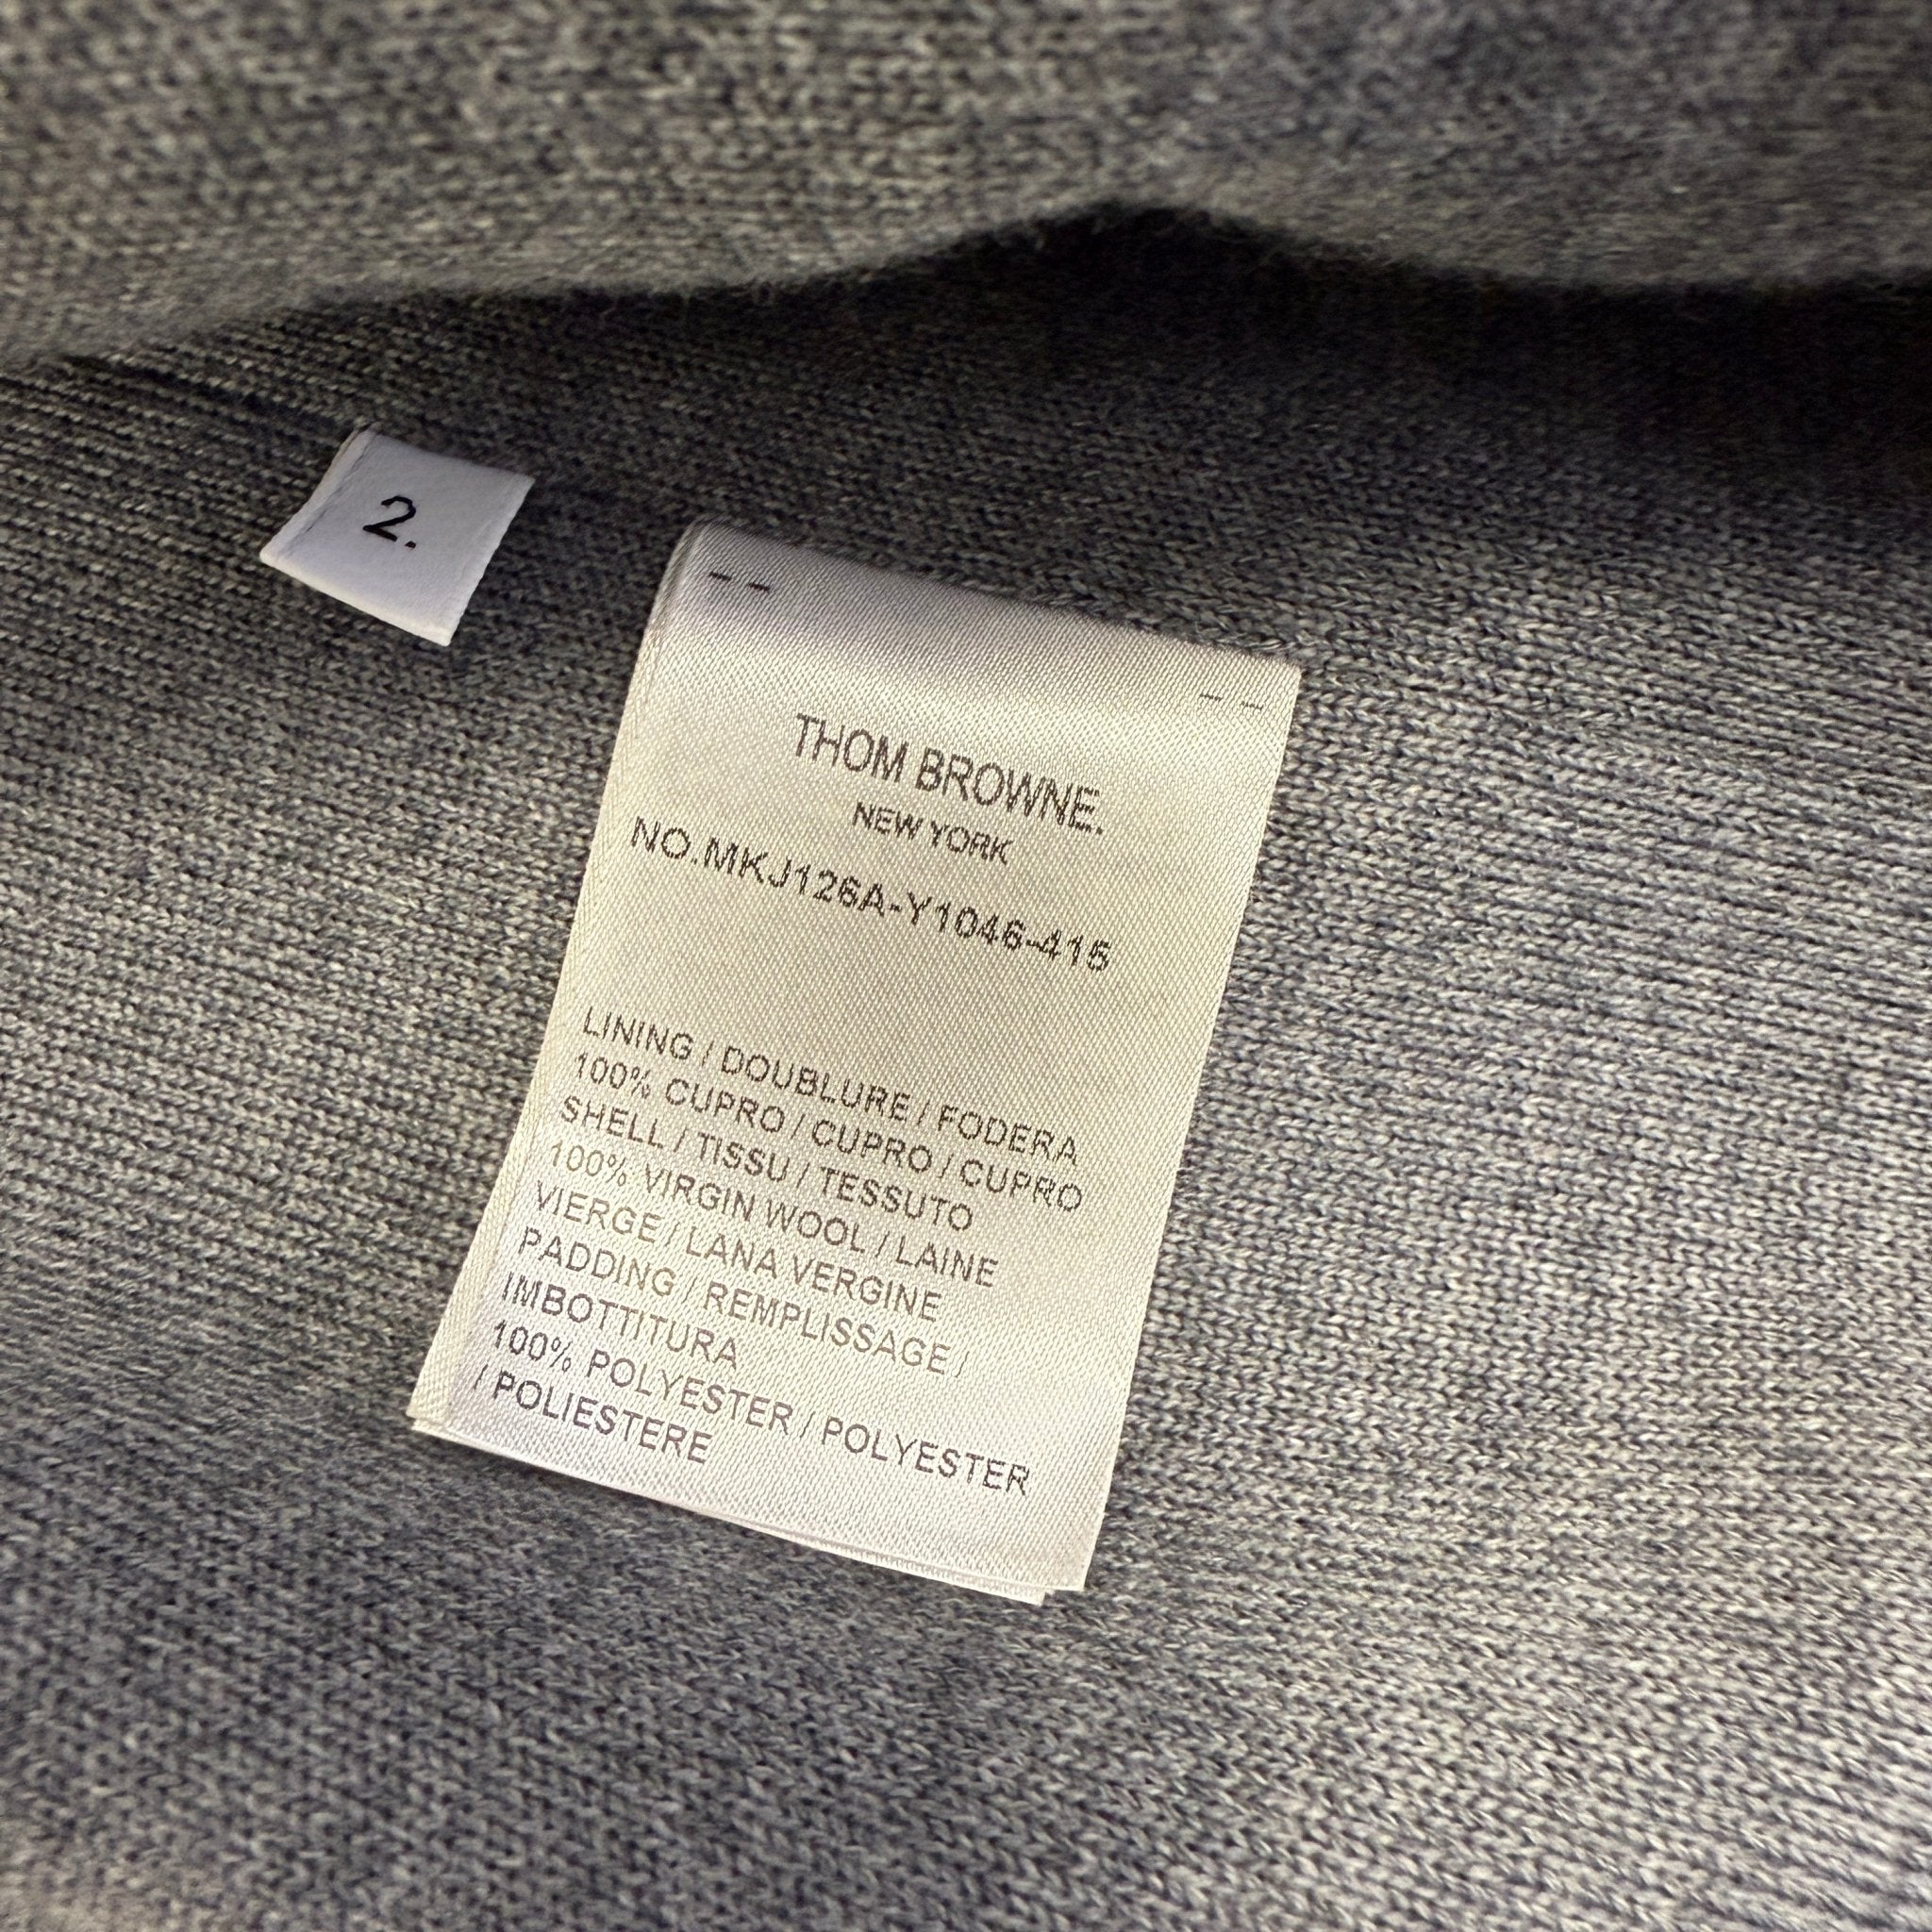 2.
THOM BROWNE.
NEW YORK
NO.MKJ126A-Y1046-415
LINING / DOUBLURE / FODERA
100% CUPRO / CUPRO / CUPRO
SHELL / TISSU / TESSUTO
100% VIRGIN WOOL / LAINE
VIERGE / LANA VERGINE
PADDING / REMPLISSAGE /
IMBOTTITURA
100% POLYESTER / POLYESTER
/ POLIESTERE